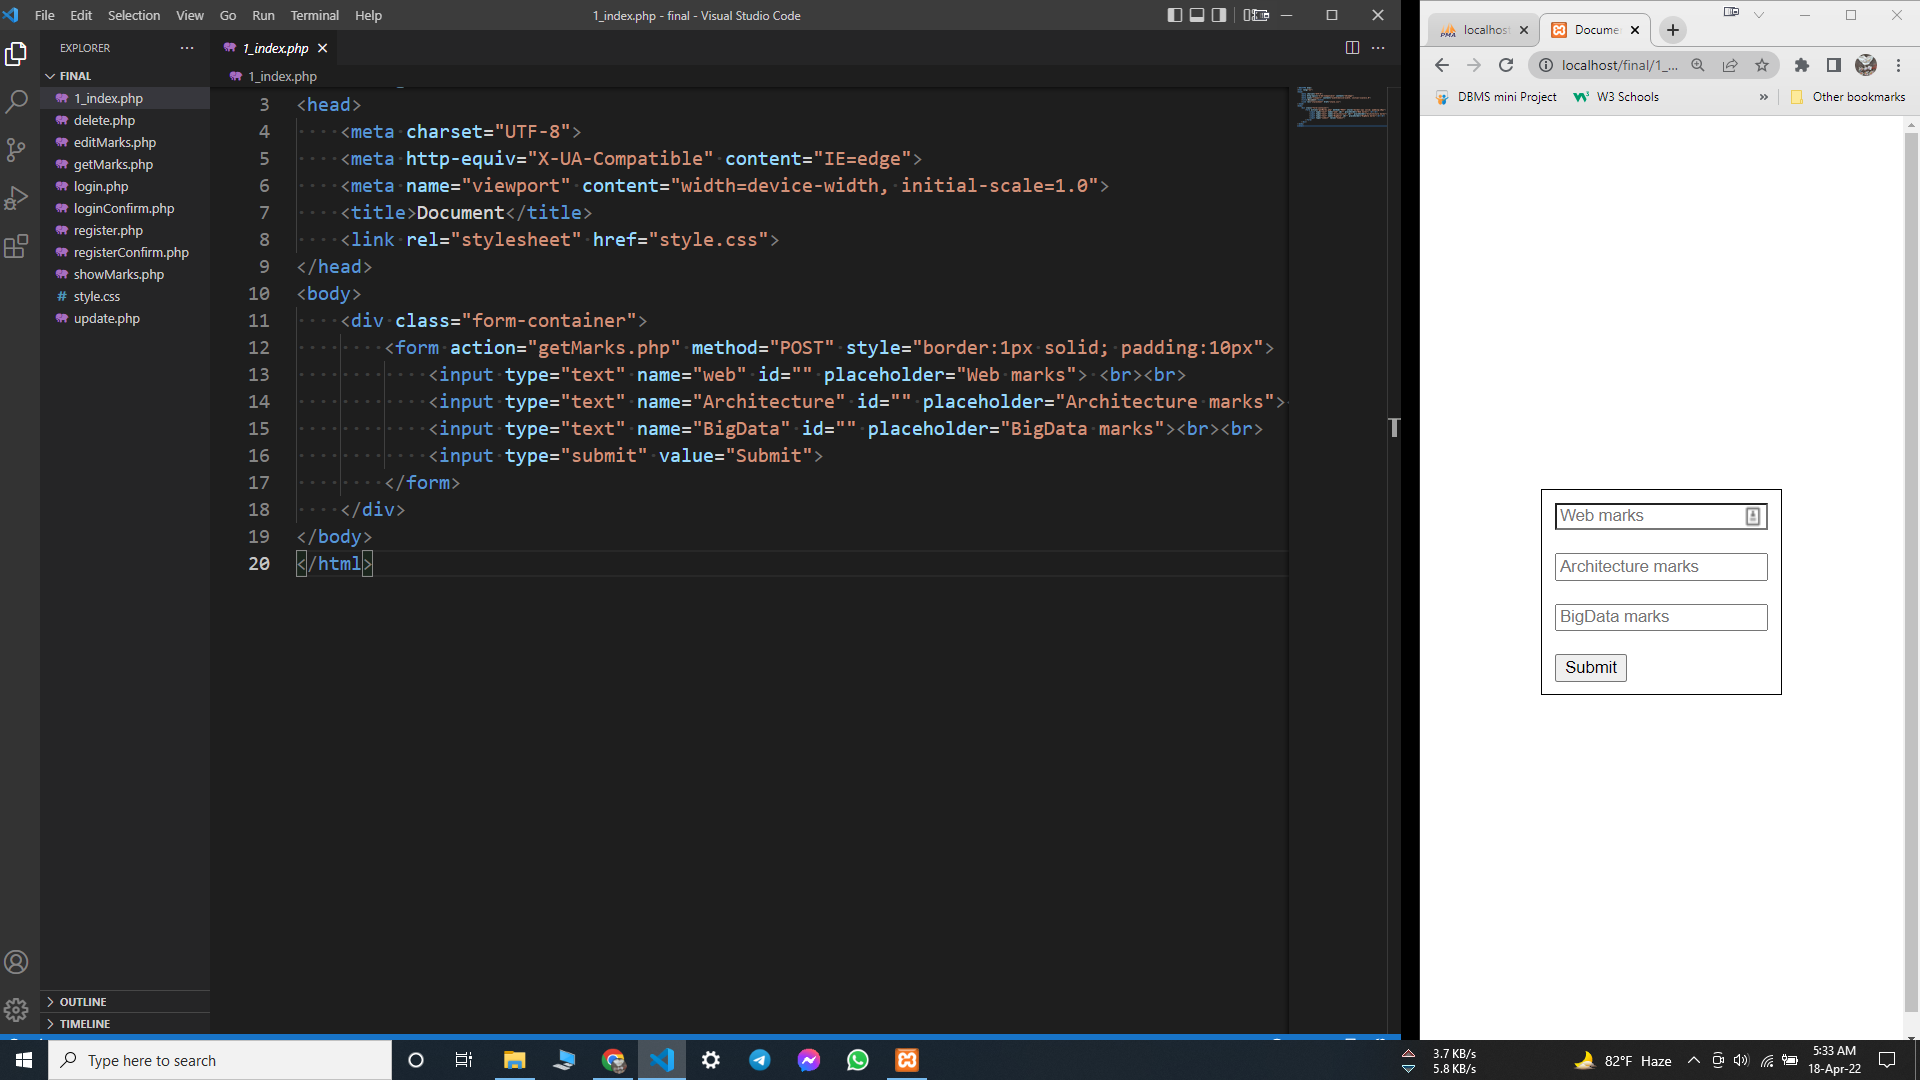 File Edit Selection View Go Run Terminal Help
1_index.php - final - Visual Studio Code
EXPLORER
FINAL
1_index.php
delete.php
editMarks.php
getMarks.php
login.php
loginConfirm.php
register.php
registerConfirm.php
showMarks.php
# style.css
update.php
OUTLINE
TIMELINE
1_index.php
1_index.php
3 <head>
4 <meta charset="UTF-8">
5 <meta http-equiv="X-UA-Compatible" content="IE=edge">
6 <meta name="viewport" content="width=device-width, initial-scale=1.0">
7 <title>Document</title>
8 <link rel="stylesheet" href="style.css">
9 </head>
10 <body>
11 <div class="form-container">
12 <form action="getMarks.php" method="POST" style="border:1px solid; padding:10px">
13 <input type="text" name="web" id="" placeholder="Web marks"> <br><br>
14 <input type="text" name="Architecture" id="" placeholder="Architecture marks">
15 <input type="text" name="BigData" id="" placeholder="BigData marks"><br><br>
16 <input type="submit" value="Submit">
17 </form>
18 </div>
19 </body>
20 </html>
PMA localhos
Docume
localhost/final/1_...
DBMS mini Project
W3 Schools
» Other bookmarks
Web marks
Architecture marks
BigData marks
Submit
Type here to search
3.7 KB/s
5.8 KB/s
82°F Haze
5:33 AM
18-Apr-22